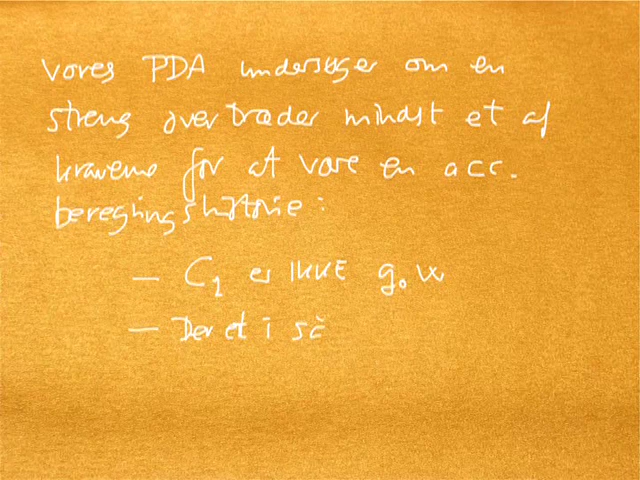 Vores PDA undersøger om en
streng overtræder mindst et af
kravene for at være en acc.
beregningshistorie:
- C₁ er IKKE q₀w
- Der et i så